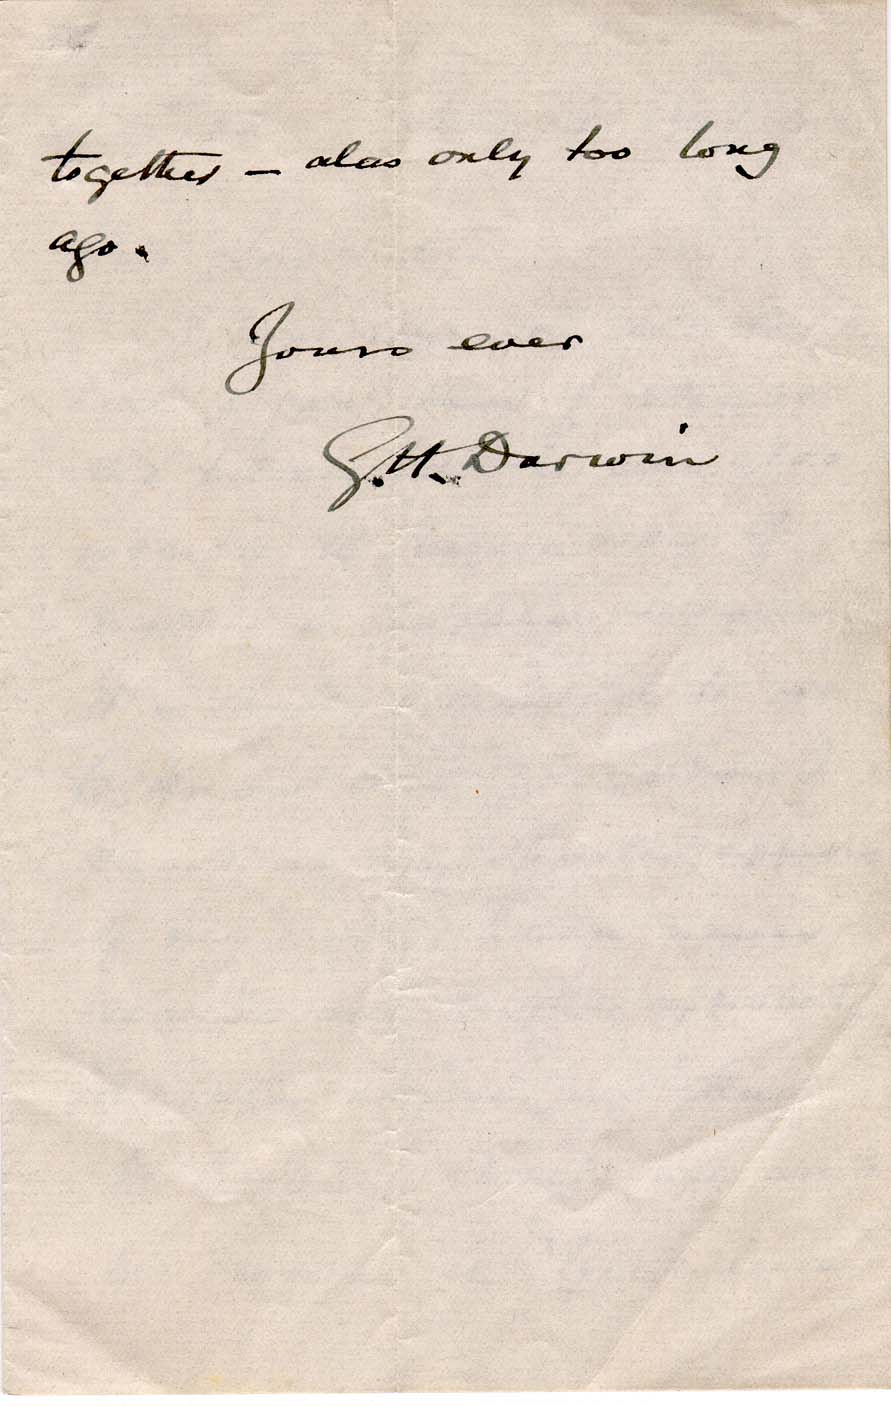 together – alas only too long
ago.
Yours ever
G.H. Darwin